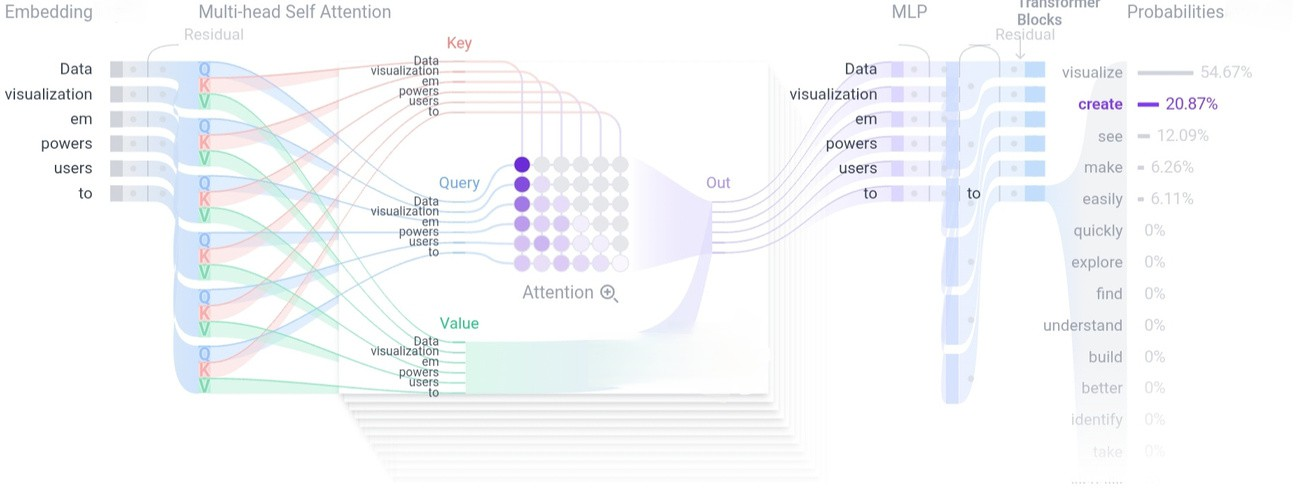 Embedding
Multi-head Self Attention
MLP
Transformer
Blocks
Probabilities
Residual
Residual
Data
visualization
em
powers
users
to
Q
K
V
Q
K
V
Q
K
V
Q
K
V
Q
K
V
Q
K
V
Key
Data
visualization
em
powers
users
to
Query
Data
visualization
em
powers
users
to
Attention
Value
Data
visualization
em
powers
users
to
Out
Data
visualization
em
powers
users
to
to
visualize 54.67%
create 20.87%
see 12.09%
make 6.26%
easily 6.11%
quickly 0%
explore 0%
find 0%
understand 0%
build 0%
better 0%
identify 0%
take 0%